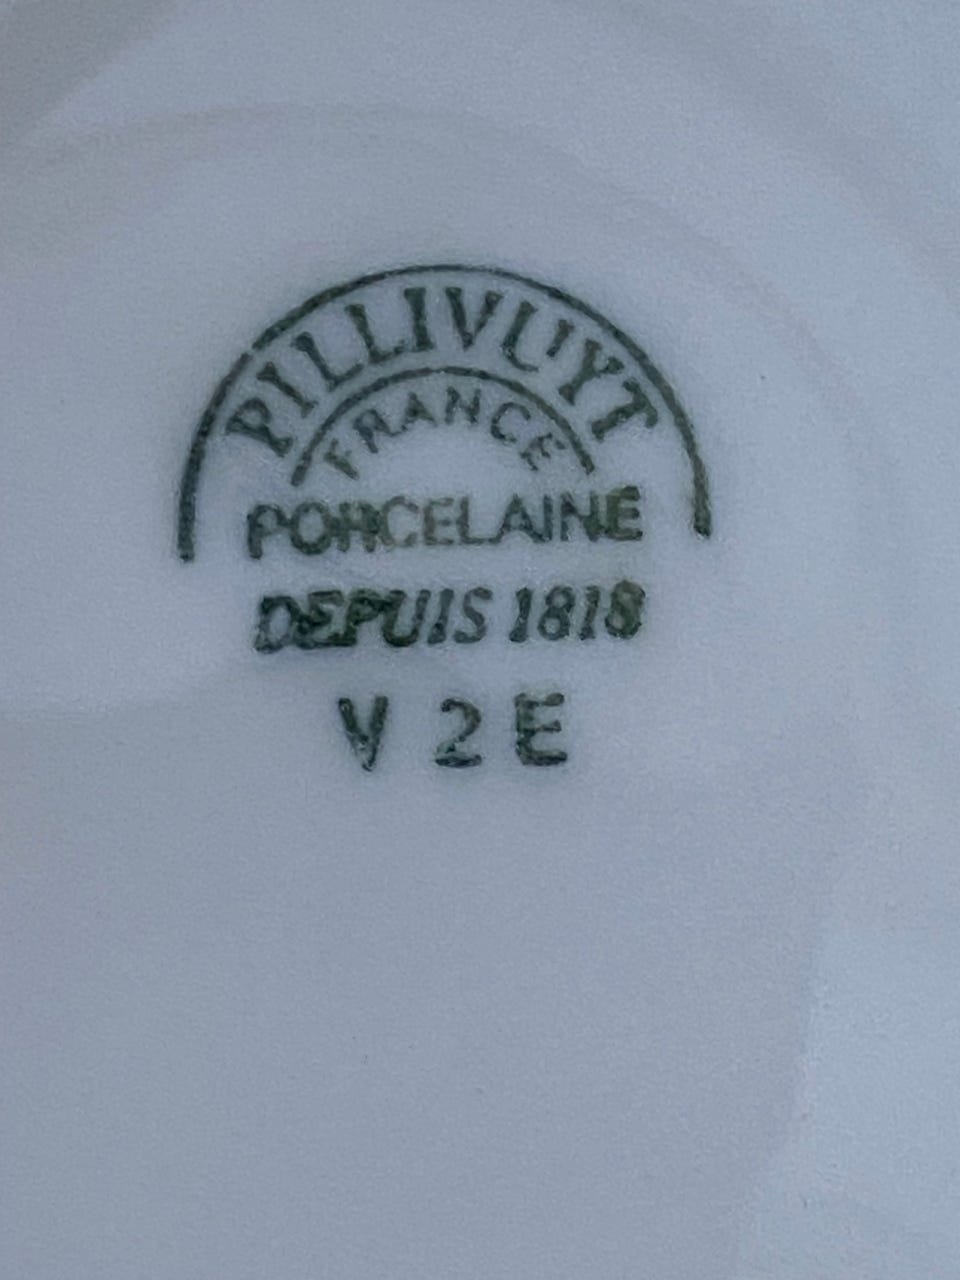 PILLIVUYT
FRANCE
PORCELAINE
DEPUIS 1818
V 2 E